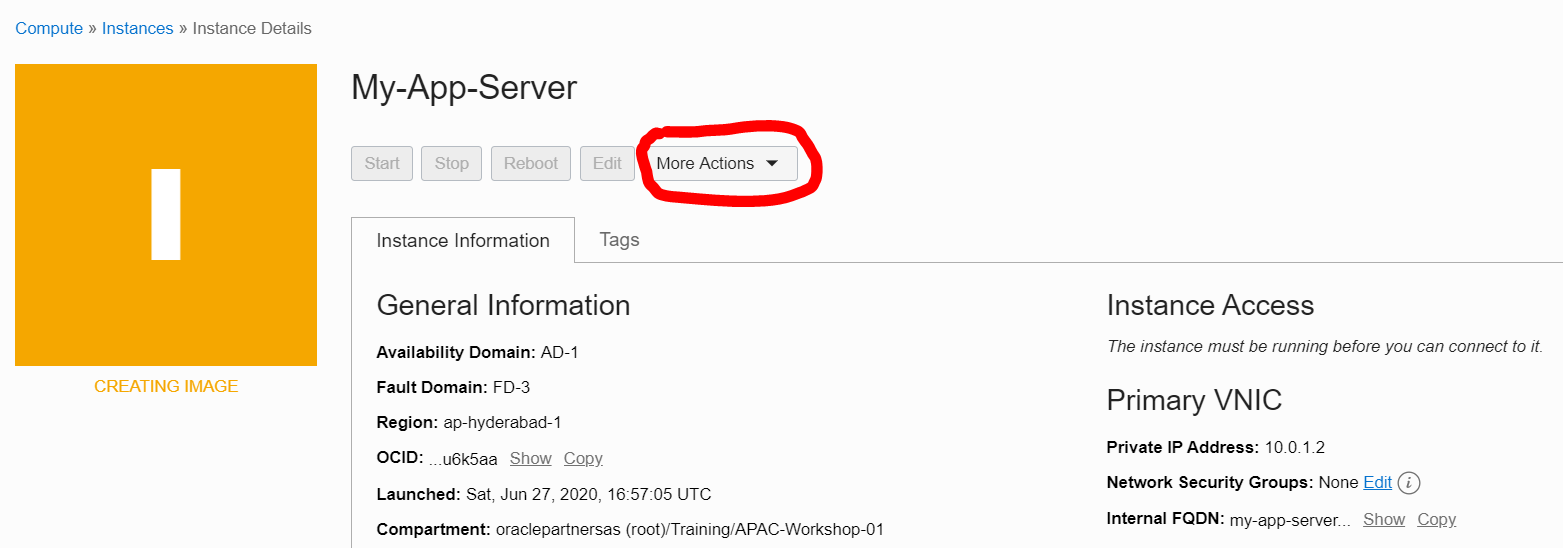 Compute » Instances » Instance Details
My-App-Server
Start Stop Reboot Edit More Actions
CREATING IMAGE
Instance Information Tags
General Information
Availability Domain: AD-1
Fault Domain: FD-3
Region: ap-hyderabad-1
OCID: ...u6k5aa Show Copy
Launched: Sat, Jun 27, 2020, 16:57:05 UTC
Compartment: oraclepartnersas (root)/Training/APAC-Workshop-01
Instance Access
The instance must be running before you can connect to it.
Primary VNIC
Private IP Address: 10.0.1.2
Network Security Groups: None Edit i
Internal FQDN: my-app-server... Show Copy